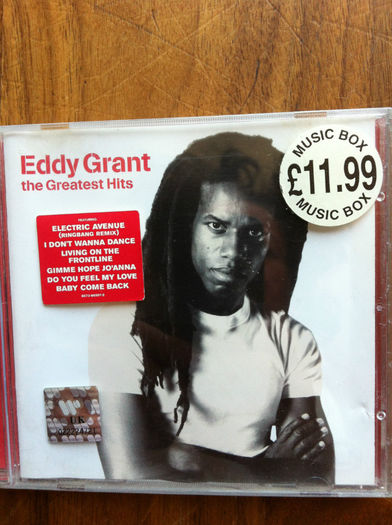 Eddy Grant
the Greatest Hits
MUSIC BOX
£11.99
MUSIC BOX
FEATURING
ELECTRIC AVENUE
(RINGBANG REMIX)
I DON'T WANNA DANCE
LIVING ON THE
FRONTLINE
GIMME HOPE JO'ANNA
DO YOU FEEL MY LOVE
BABY COME BACK
UK